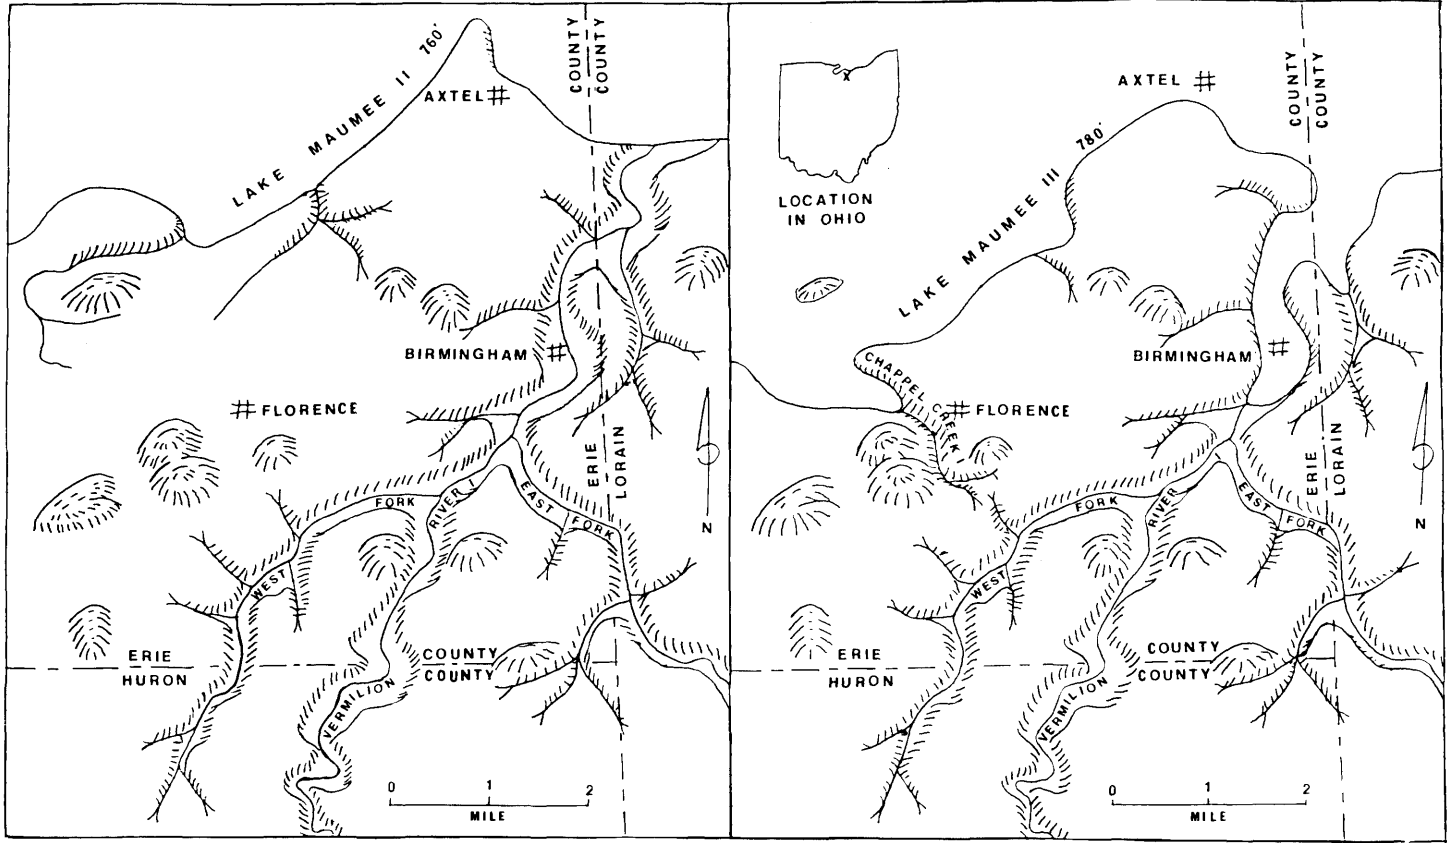 LAKE MAUMEE II 760'
AXTEL
COUNTY
COUNTY
BIRMINGHAM
FLORENCE
ERIE
LORAIN
WEST FORK
RIVER
EAST FORK
N
ERIE COUNTY
HURON COUNTY
VERMILION
0 1 2
MILE
LOCATION
IN OHIO
X
LAKE MAUMEE III 780'
AXTEL
COUNTY
COUNTY
BIRMINGHAM
CHAPPEL CREEK
FLORENCE
ERIE
LORAIN
WEST FORK
RIVER
EAST FORK
N
ERIE COUNTY
HURON COUNTY
VERMILION
0 1 2
MILE